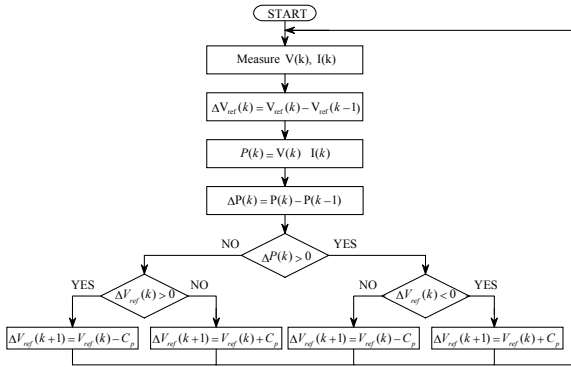 START
Measure V(k), I(k)
ΔV_ref(k) = V_ref(k) − V_ref(k−1)
P(k) = V(k) I(k)
ΔP(k) = P(k) − P(k−1)
NO
YES
ΔP(k) > 0
YES
NO
NO
YES
ΔV_ref(k) > 0
ΔV_ref(k) < 0
ΔV_ref(k+1) = V_ref(k) − C_p
ΔV_ref(k+1) = V_ref(k) + C_p
ΔV_ref(k+1) = V_ref(k) − C_p
ΔV_ref(k+1) = V_ref(k) + C_p